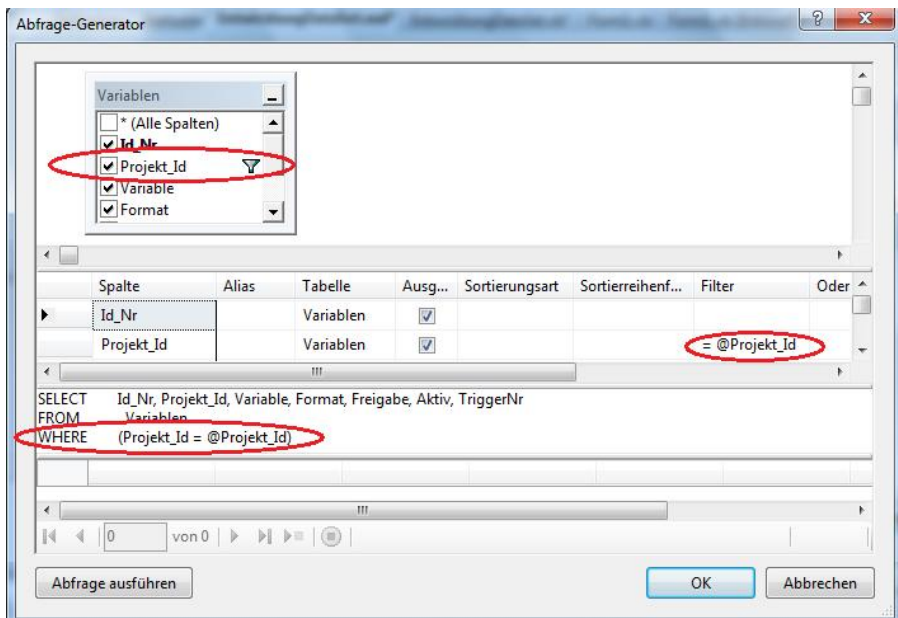 Abfrage-Generator
Variablen
* (Alle Spalten)
Id_Nr
Projekt_Id
Variable
Format
Spalte Alias Tabelle Ausg... Sortierungsart Sortierreihenf... Filter Oder
Id_Nr Variablen
Projekt_Id Variablen = @Projekt_Id
SELECT Id_Nr, Projekt_Id, Variable, Format, Freigabe, Aktiv, TriggerNr
FROM Variablen
WHERE (Projekt_Id = @Projekt_Id)
0 von 0
Abfrage ausführen OK Abbrechen